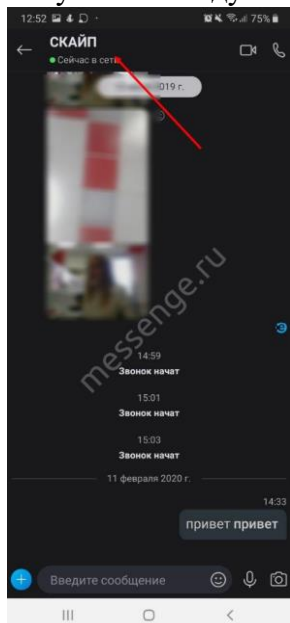 12:52
75%
СКАЙП
Сейчас в сети
2019 г.
messenge.ru
14:59
Звонок начат
15:01
Звонок начат
15:03
Звонок начат
11 февраля 2020 г.
14:33
привет привет
Введите сообщение